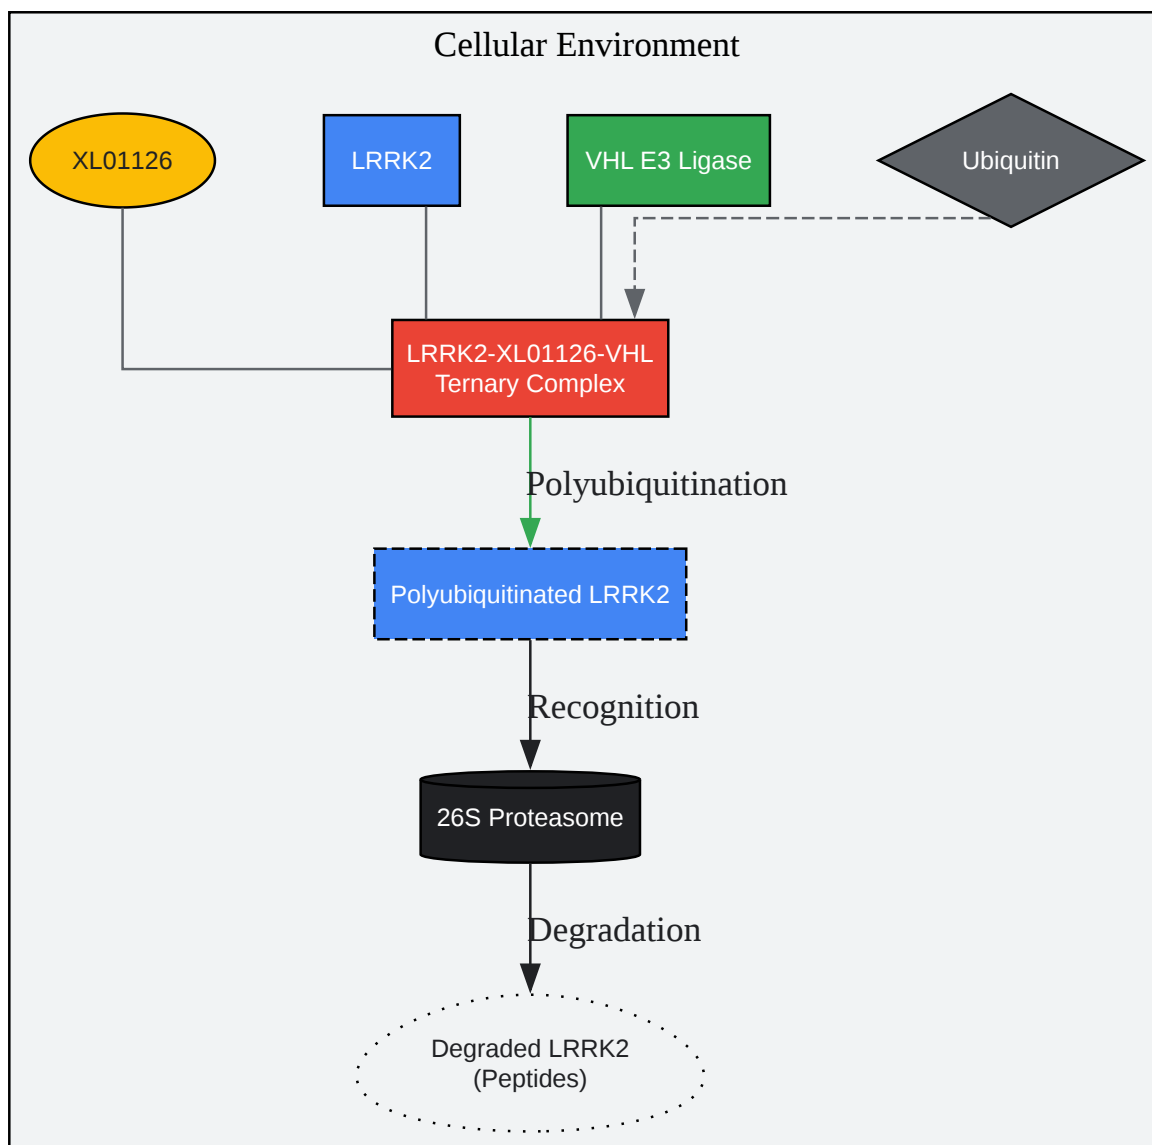 Cellular Environment
XL01126
LRRK2
VHL E3 Ligase
Ubiquitin
LRRK2-XL01126-VHL
Ternary Complex
Polyubiquitination
Polyubiquitinated LRRK2
Recognition
26S Proteasome
Degradation
Degraded LRRK2
(Peptides)